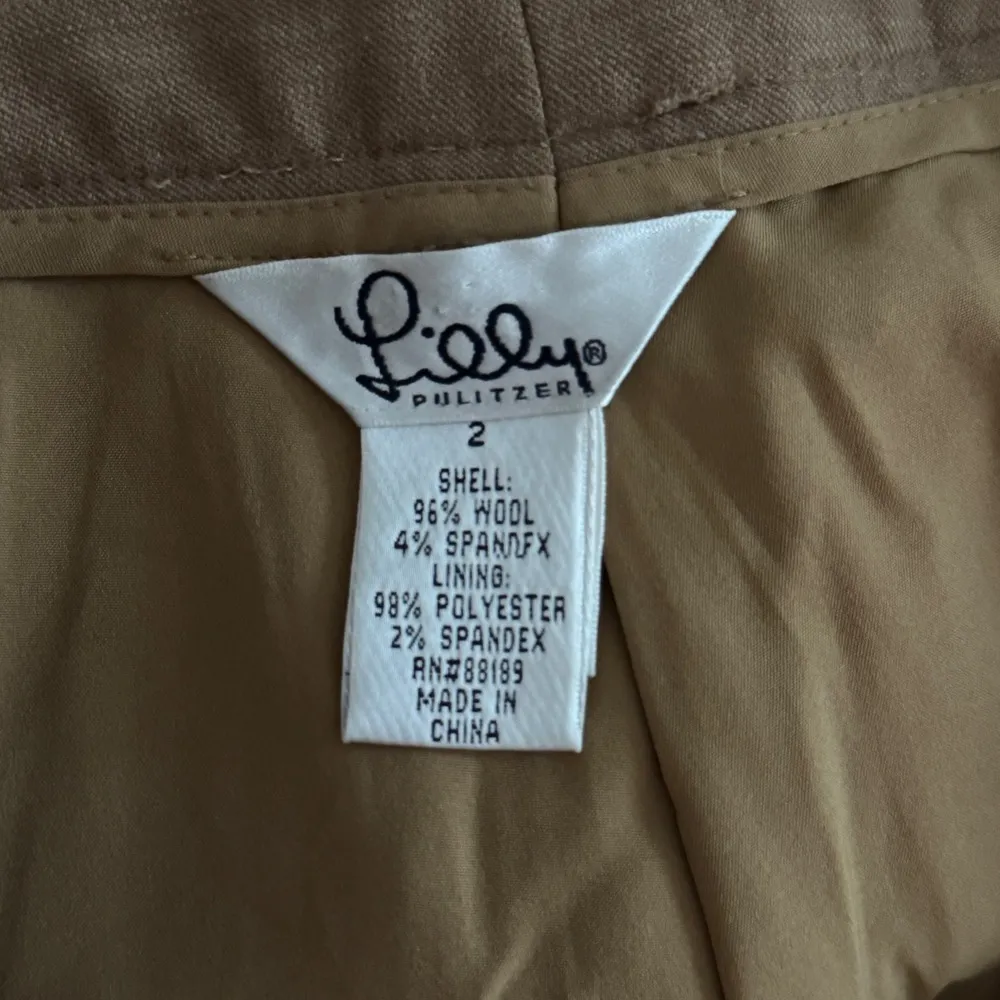 Lilly®
PULITZER
2
SHELL:
96% WOOL
4% SPANDEX
LINING:
98% POLYESTER
2% SPANDEX
RN#88189
MADE IN
CHINA